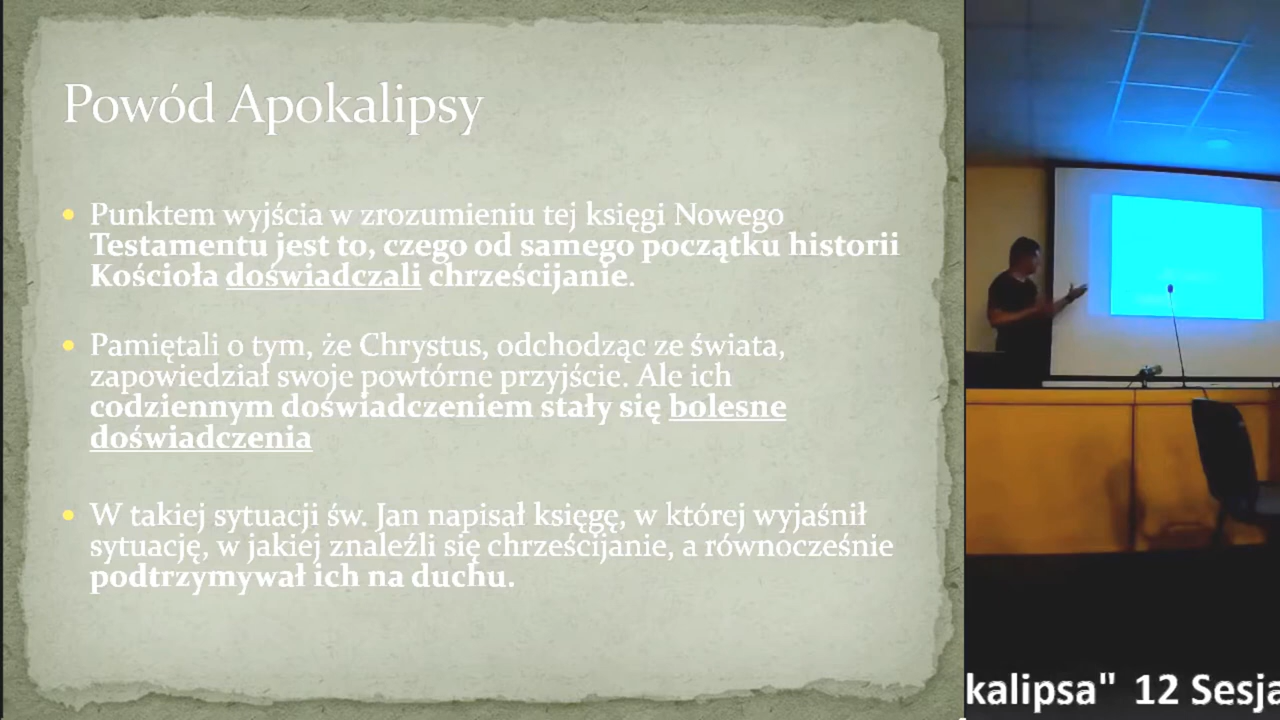 Powód Apokalipsy
Punktem wyjścia w zrozumieniu tej księgi Nowego
Testamentu jest to, czego od samego początku historii
Kościoła doświadczali chrześcijanie.
Pamiętali o tym, że Chrystus, odchodząc ze świata,
zapowiedział swoje powtórne przyjście. Ale ich
codziennym doświadczeniem stały się bolesne
doświadczenia
W takiej sytuacji św. Jan napisał księgę, w której wyjaśnił
sytuację, w jakiej znaleźli się chrześcijanie, a równocześnie
podtrzymywał ich na duchu.
kalipsa" 12 Sesja